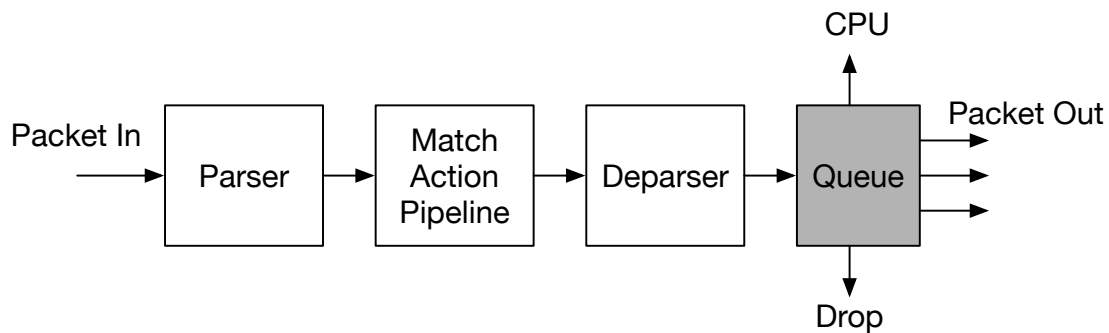 CPU
Packet In
Parser
Match
Action
Pipeline
Deparser
Queue
Packet Out
Drop